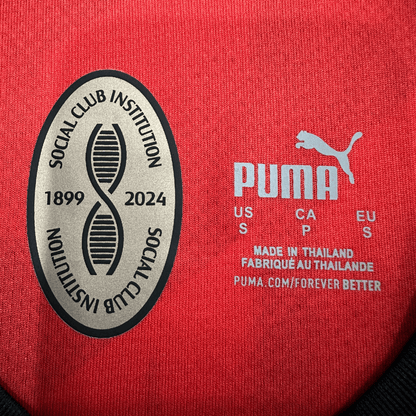 SOCIAL CLUB INSTITUTION
1899 2024
SOCIAL CLUB INSTITUTION
PUMA
US CA EU
S P S
MADE IN THAILAND
FABRIQUÉ AU THAILANDE
PUMA.COM/FOREVER BETTER